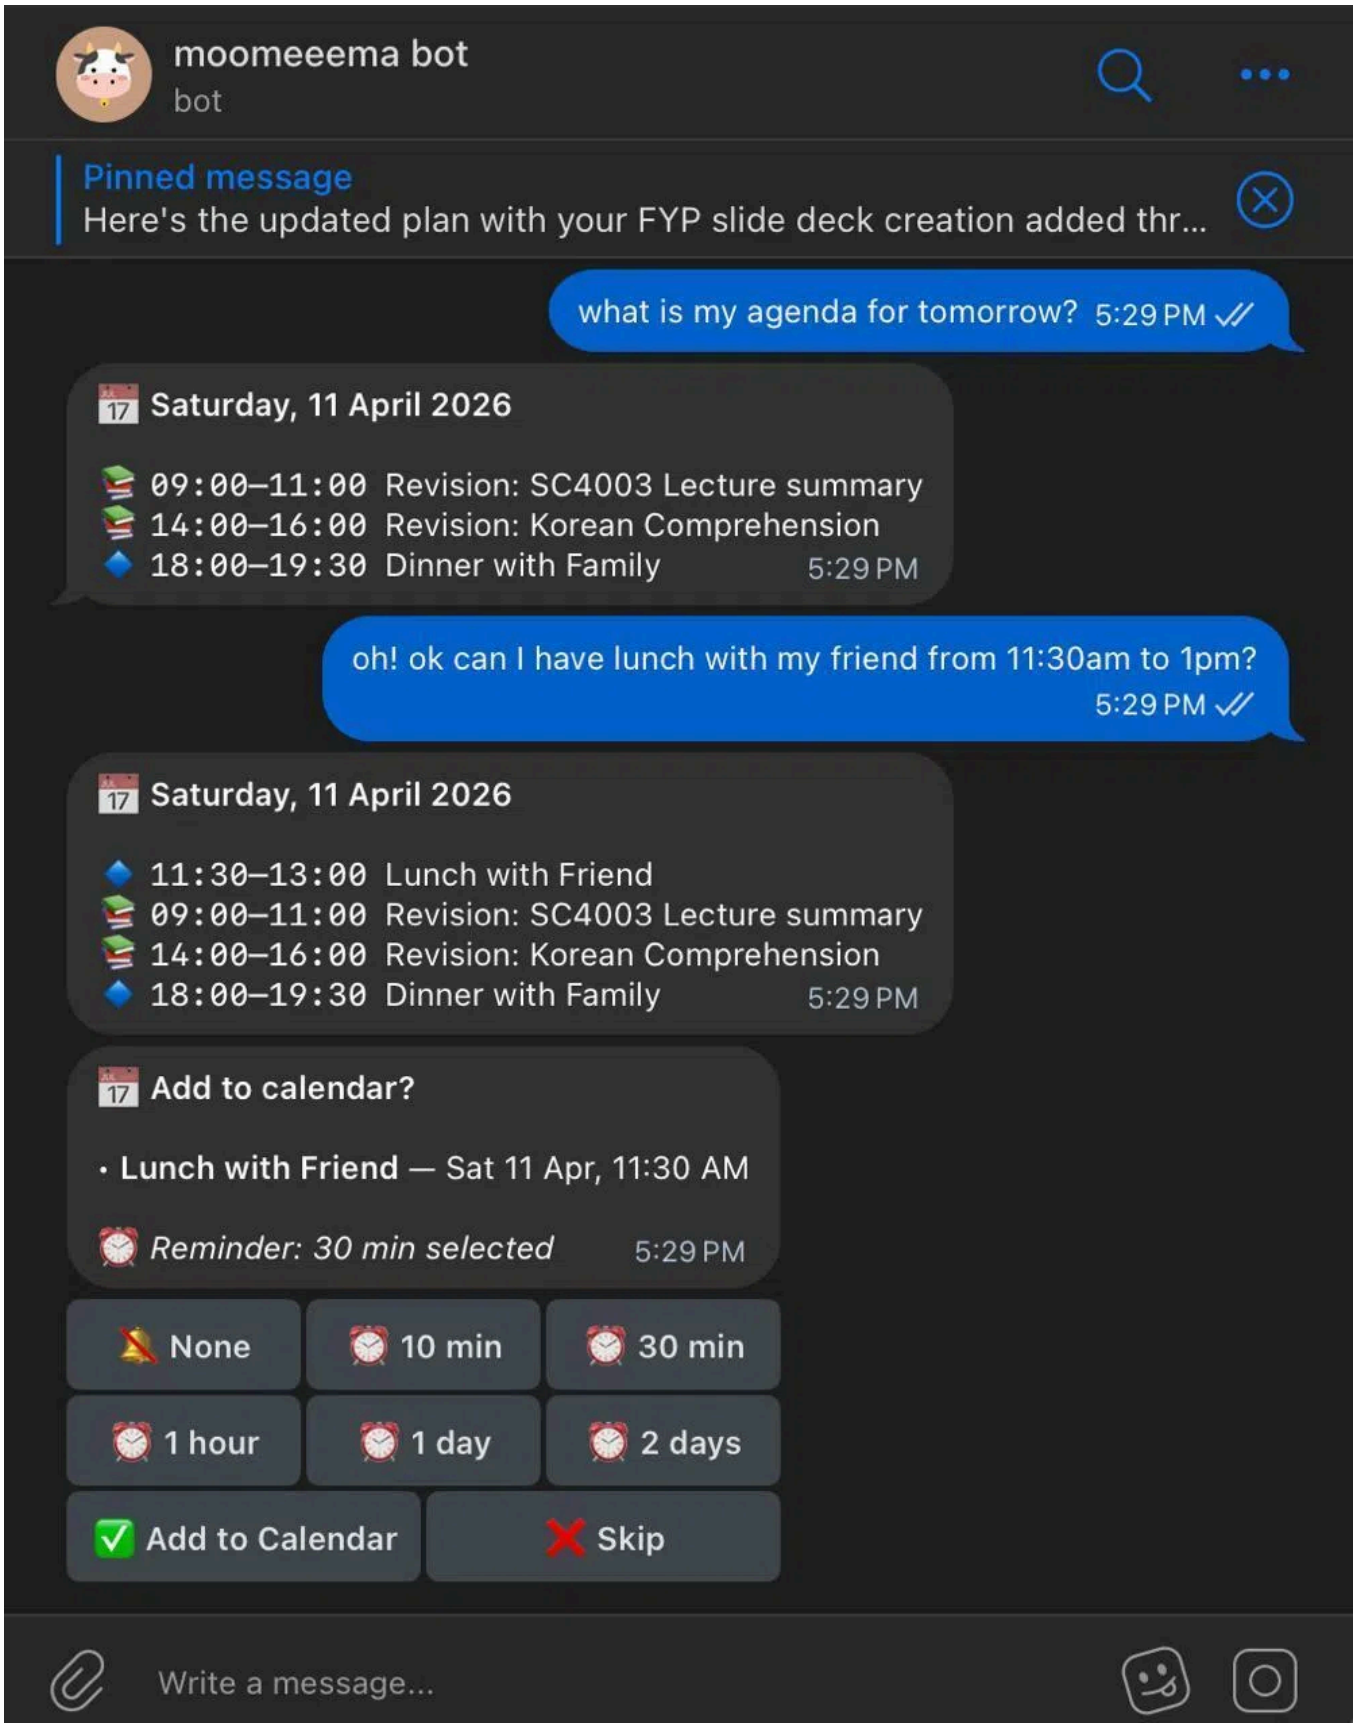 moomeeema bot
bot
Pinned message
Here's the updated plan with your FYP slide deck creation added thr...
what is my agenda for tomorrow? 5:29 PM
📅 Saturday, 11 April 2026
📚 09:00–11:00 Revision: SC4003 Lecture summary
📚 14:00–16:00 Revision: Korean Comprehension
🔹 18:00–19:30 Dinner with Family 5:29 PM
oh! ok can I have lunch with my friend from 11:30am to 1pm?
5:29 PM
📅 Saturday, 11 April 2026
🔹 11:30–13:00 Lunch with Friend
📚 09:00–11:00 Revision: SC4003 Lecture summary
📚 14:00–16:00 Revision: Korean Comprehension
🔹 18:00–19:30 Dinner with Family 5:29 PM
📅 Add to calendar?
• Lunch with Friend — Sat 11 Apr, 11:30 AM
⏰ Reminder: 30 min selected 5:29 PM
🔕 None ⏰ 10 min ⏰ 30 min
⏰ 1 hour ⏰ 1 day ⏰ 2 days
✅ Add to Calendar ❌ Skip
Write a message...